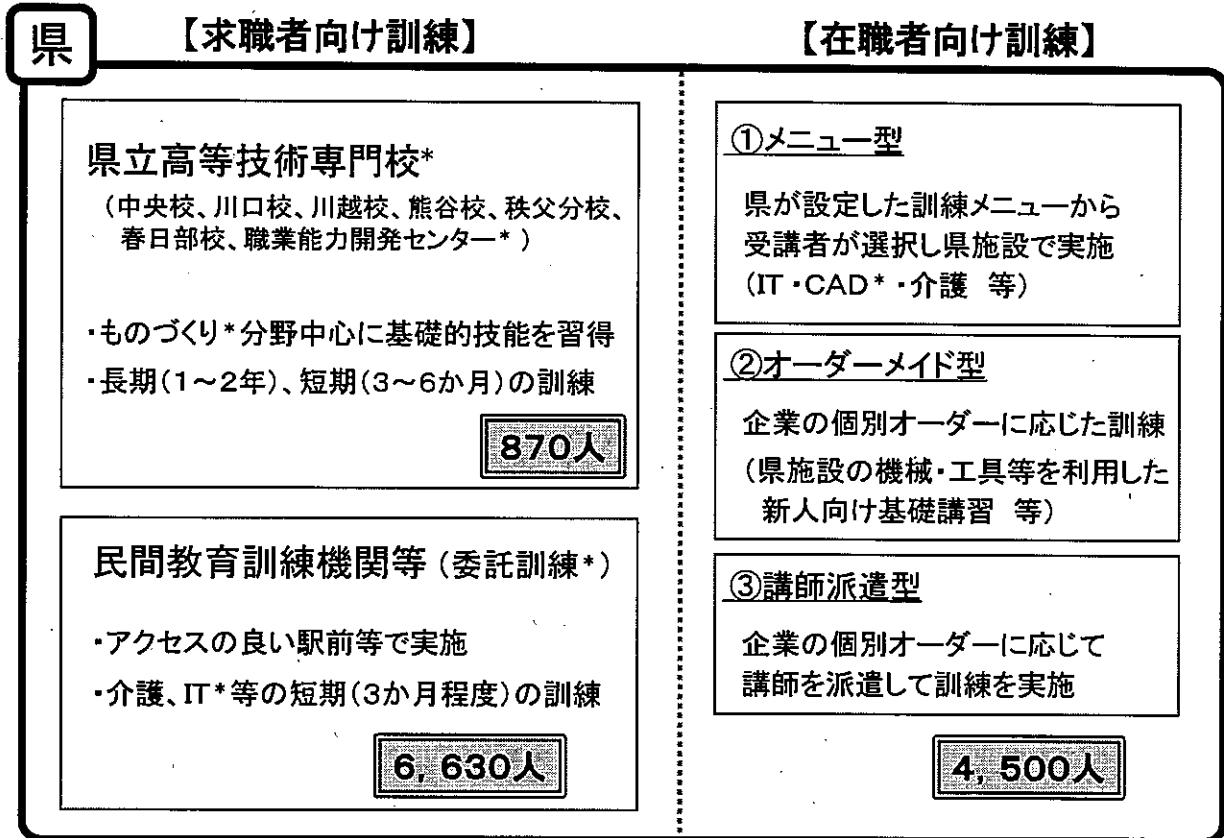 県
【求職者向け訓練】
県立高等技術専門校*
（中央校、川口校、川越校、熊谷校、秩父分校、
春日部校、職業能力開発センター*）
・ものづくり*分野中心に基礎的技能を習得
・長期（1～2年）、短期（3～6か月）の訓練
870人
民間教育訓練機関等（委託訓練*）
・アクセスの良い駅前等で実施
・介護、IT*等の短期（3か月程度）の訓練
6，630人
【在職者向け訓練】
①メニュー型
県が設定した訓練メニューから
受講者が選択し県施設で実施
（IT・CAD*・介護 等）
②オーダーメイド型
企業の個別オーダーに応じた訓練
（県施設の機械・工具等を利用した
新人向け基礎講習 等）
③講師派遣型
企業の個別オーダーに応じて
講師を派遣して訓練を実施
4，500人